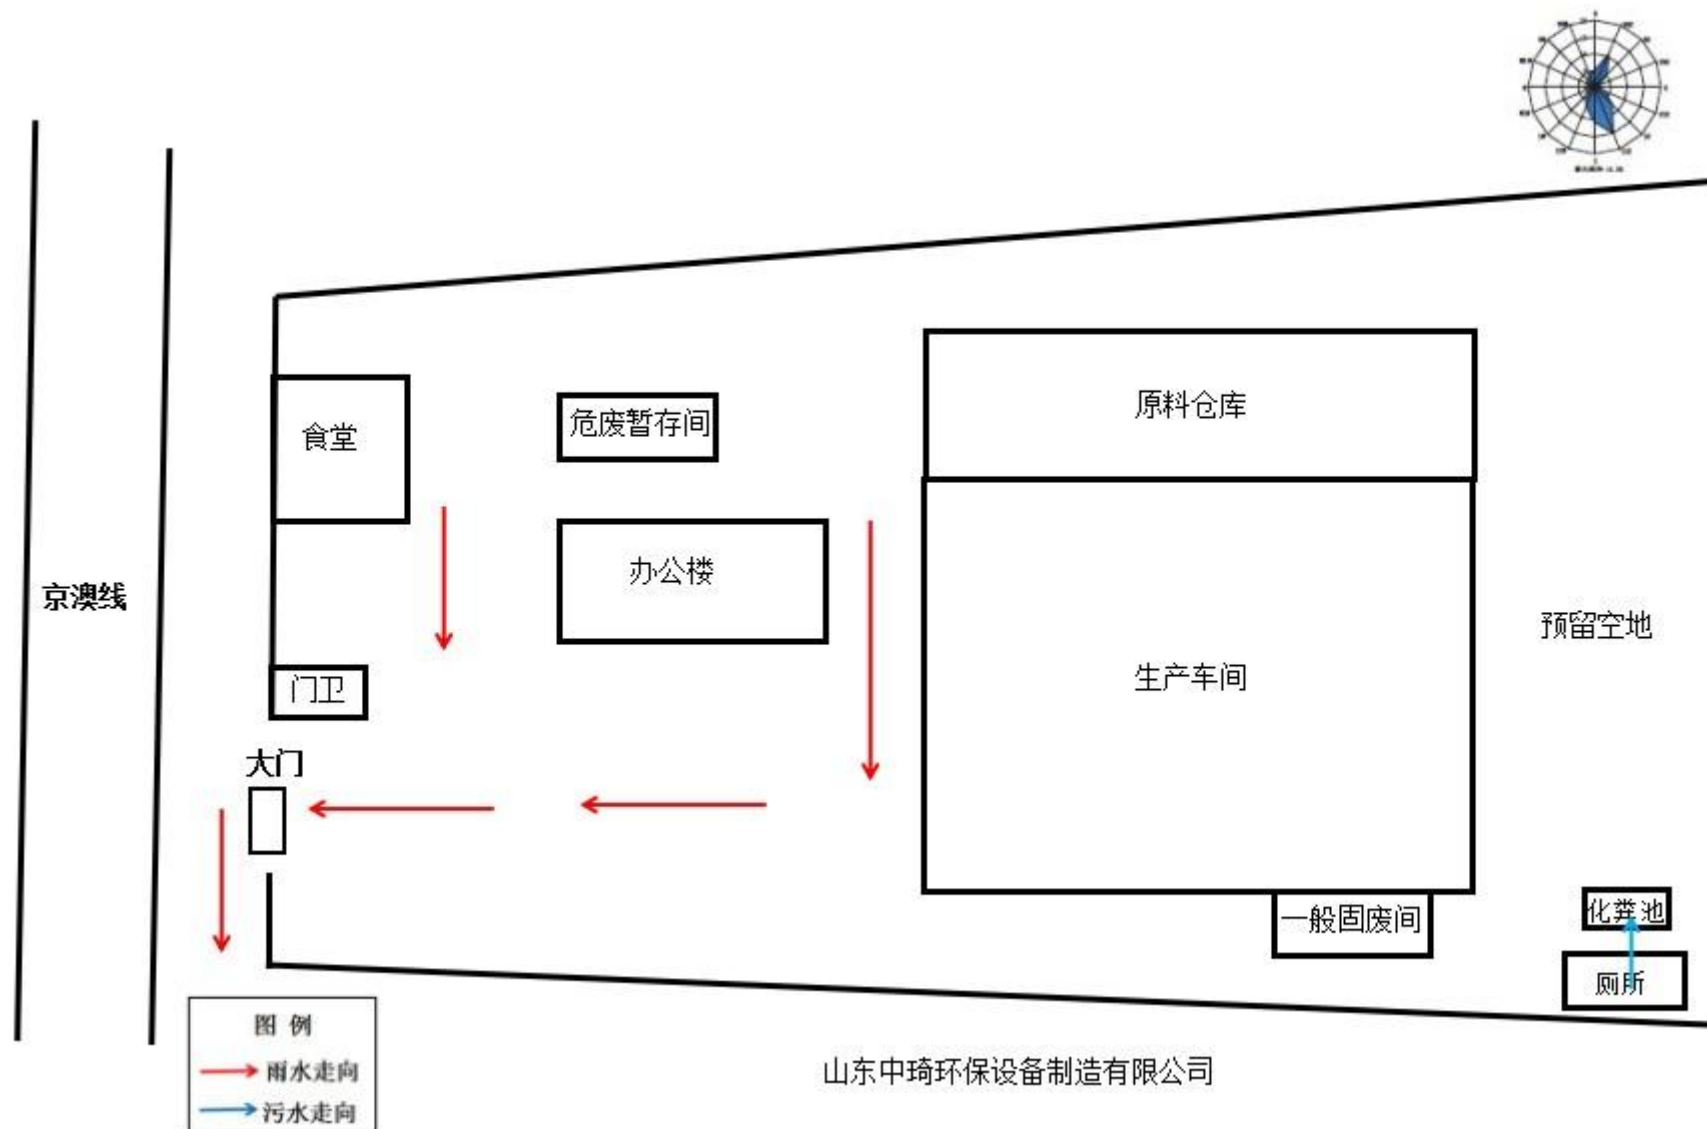 食堂
危废暂存间
原料仓库
办公楼
京澳线
预留空地
生产车间
门卫
大门
化粪池
一般固废间
厕所
图 例
雨水走向
污水走向
山东中琦环保设备制造有限公司